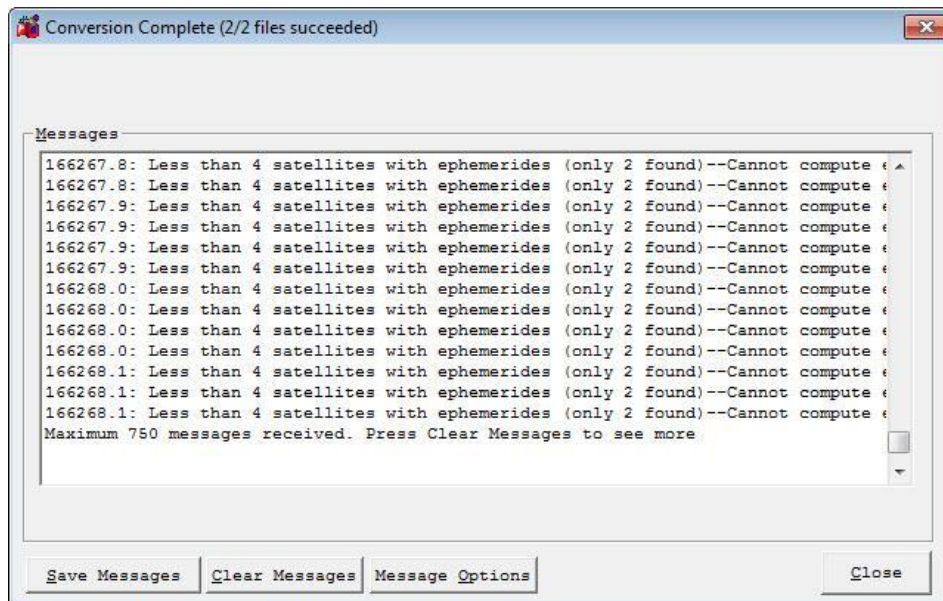 Conversion Complete (2/2 files succeeded)
Messages
166267.8: Less than 4 satellites with ephemerides (only 2 found)--Cannot compute e
166267.8: Less than 4 satellites with ephemerides (only 2 found)--Cannot compute e
166267.9: Less than 4 satellites with ephemerides (only 2 found)--Cannot compute e
166267.9: Less than 4 satellites with ephemerides (only 2 found)--Cannot compute e
166267.9: Less than 4 satellites with ephemerides (only 2 found)--Cannot compute e
166267.9: Less than 4 satellites with ephemerides (only 2 found)--Cannot compute e
166268.0: Less than 4 satellites with ephemerides (only 2 found)--Cannot compute e
166268.0: Less than 4 satellites with ephemerides (only 2 found)--Cannot compute e
166268.0: Less than 4 satellites with ephemerides (only 2 found)--Cannot compute e
166268.0: Less than 4 satellites with ephemerides (only 2 found)--Cannot compute e
166268.1: Less than 4 satellites with ephemerides (only 2 found)--Cannot compute e
166268.1: Less than 4 satellites with ephemerides (only 2 found)--Cannot compute e
166268.1: Less than 4 satellites with ephemerides (only 2 found)--Cannot compute e
Maximum 750 messages received. Press Clear Messages to see more
Save Messages Clear Messages Message Options Close